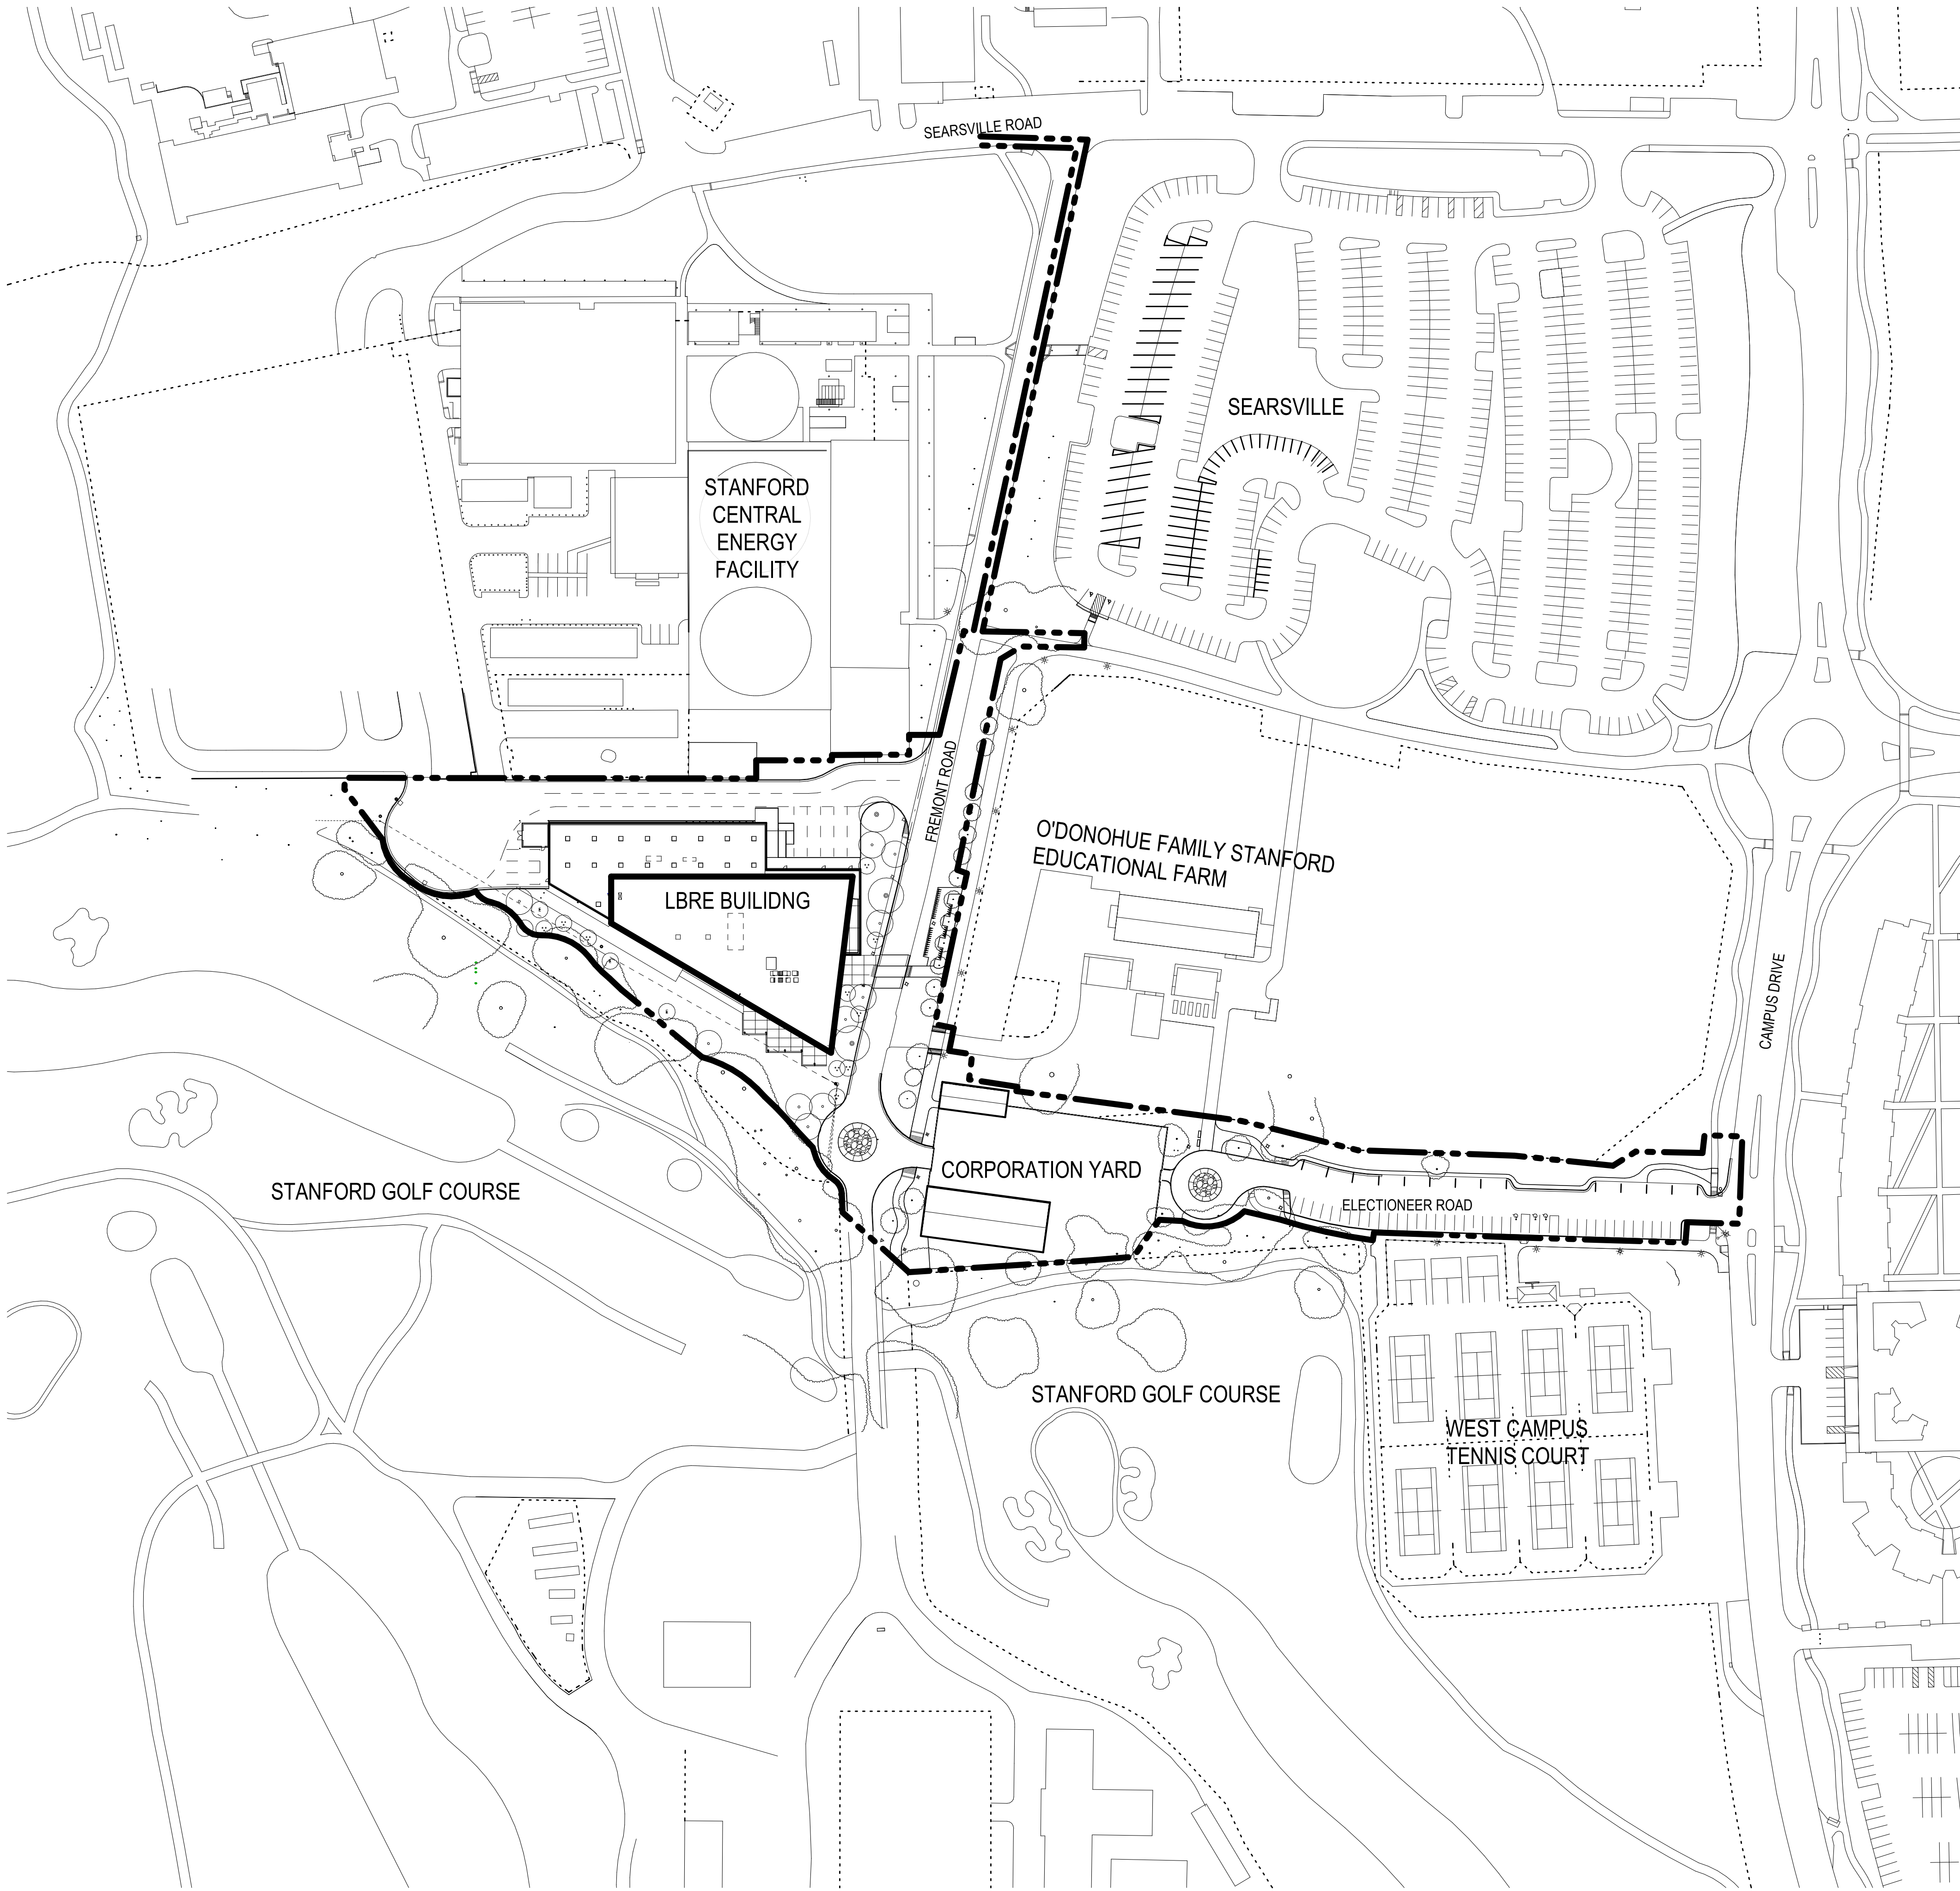 SEARSVILLE ROAD
SEARSVILLE
STANFORD
CENTRAL
ENERGY
FACILITY
FREMONT ROAD
O'DONOHUE FAMILY STANFORD
EDUCATIONAL FARM
LBRE BUILIDNG
CAMPUS DRIVE
CORPORATION YARD
STANFORD GOLF COURSE
ELECTIONEER ROAD
STANFORD GOLF COURSE
WEST CAMPUS
TENNIS COURT